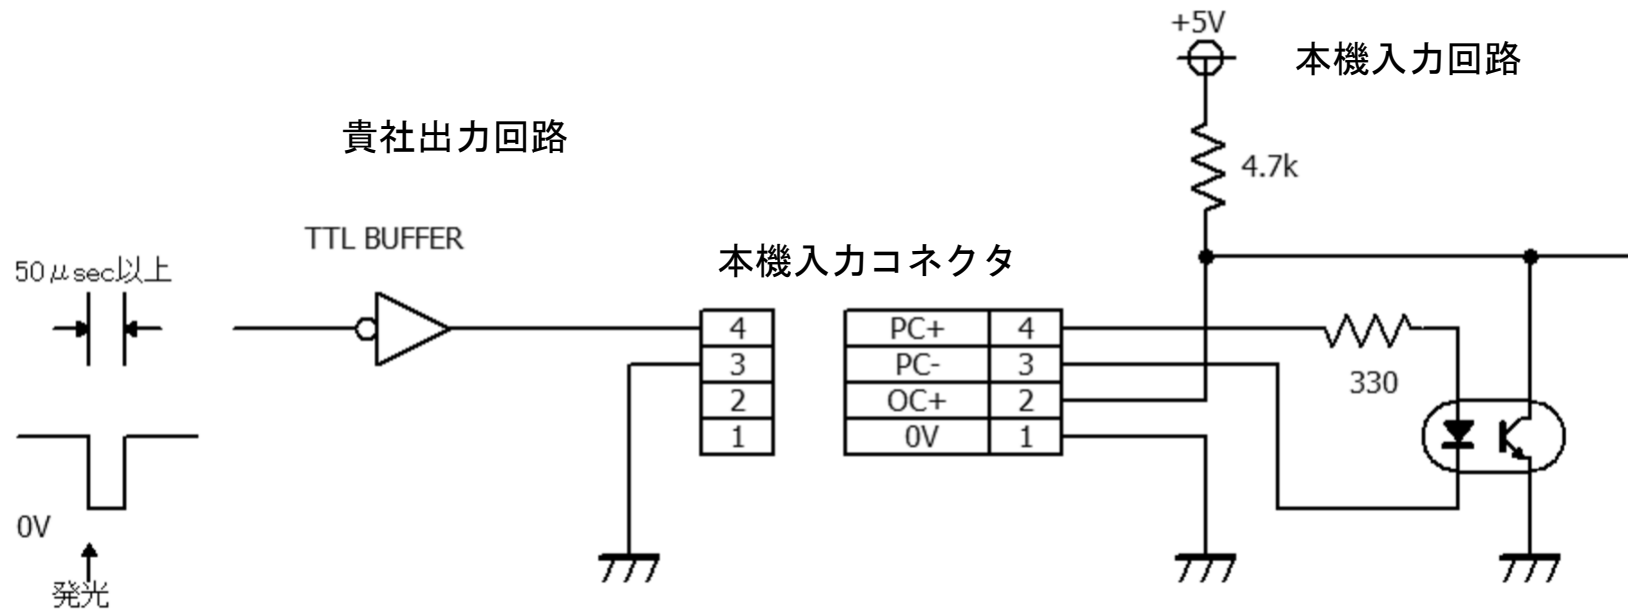 +5V
本機入力回路
貴社出力回路
4.7k
TTL BUFFER
本機入力コネクタ
50μsec以上
4
3
2
1
PC+ 4
PC- 3
OC+ 2
0V 1
330
0V
発光